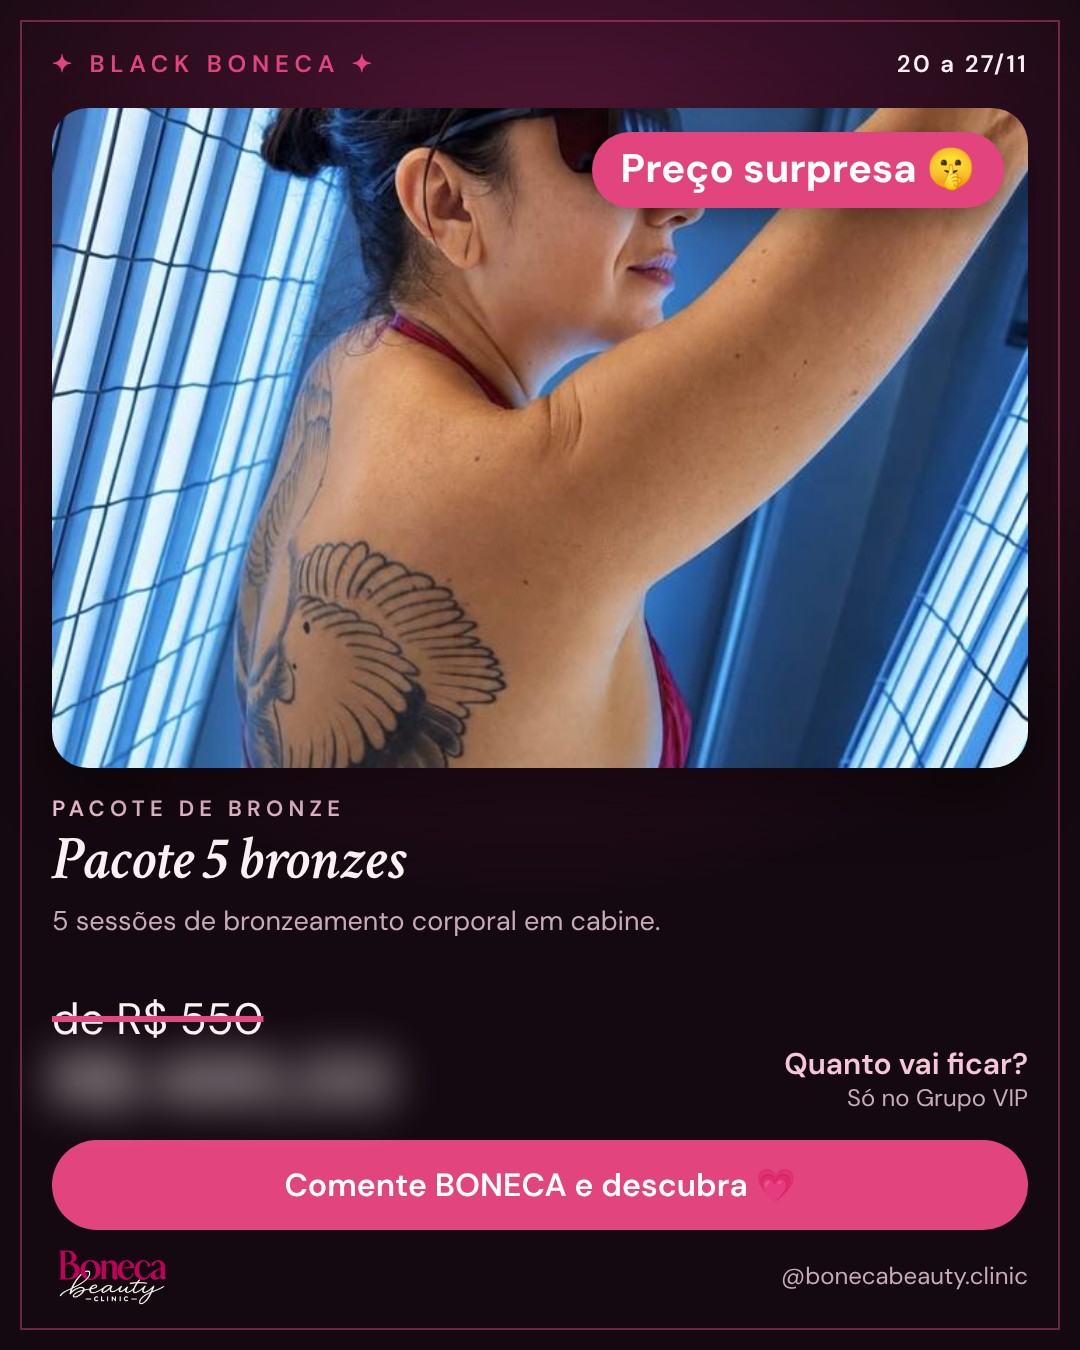 ✦ BLACK BONECA ✦
20 a 27/11
Preço surpresa 🤫
PACOTE DE BRONZE
Pacote 5 bronzes
5 sessões de bronzeamento corporal em cabine.
de R$ 550
Quanto vai ficar?
Só no Grupo VIP
Comente BONECA e descubra 💗
Boneca
beauty
CLINIC
@bonecabeauty.clinic